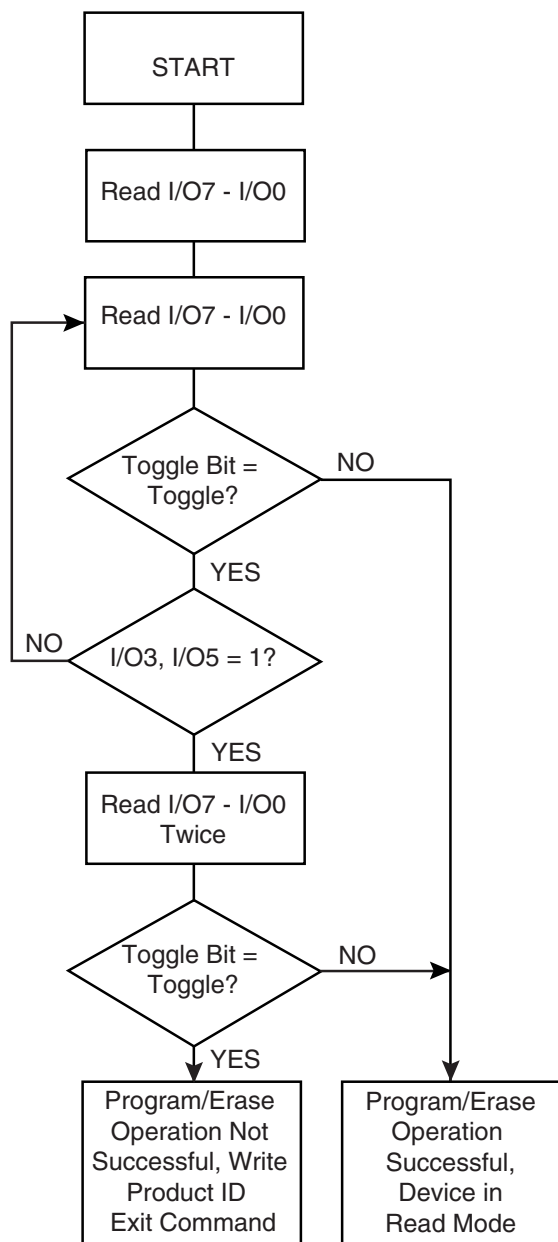 START
Read I/O7 - I/O0
Read I/O7 - I/O0
Toggle Bit =
Toggle?
NO
YES
NO
I/O3, I/O5 = 1?
YES
Read I/O7 - I/O0
Twice
Toggle Bit =
Toggle?
NO
YES
Program/Erase
Operation Not
Successful, Write
Product ID
Exit Command
Program/Erase
Operation
Successful,
Device in
Read Mode